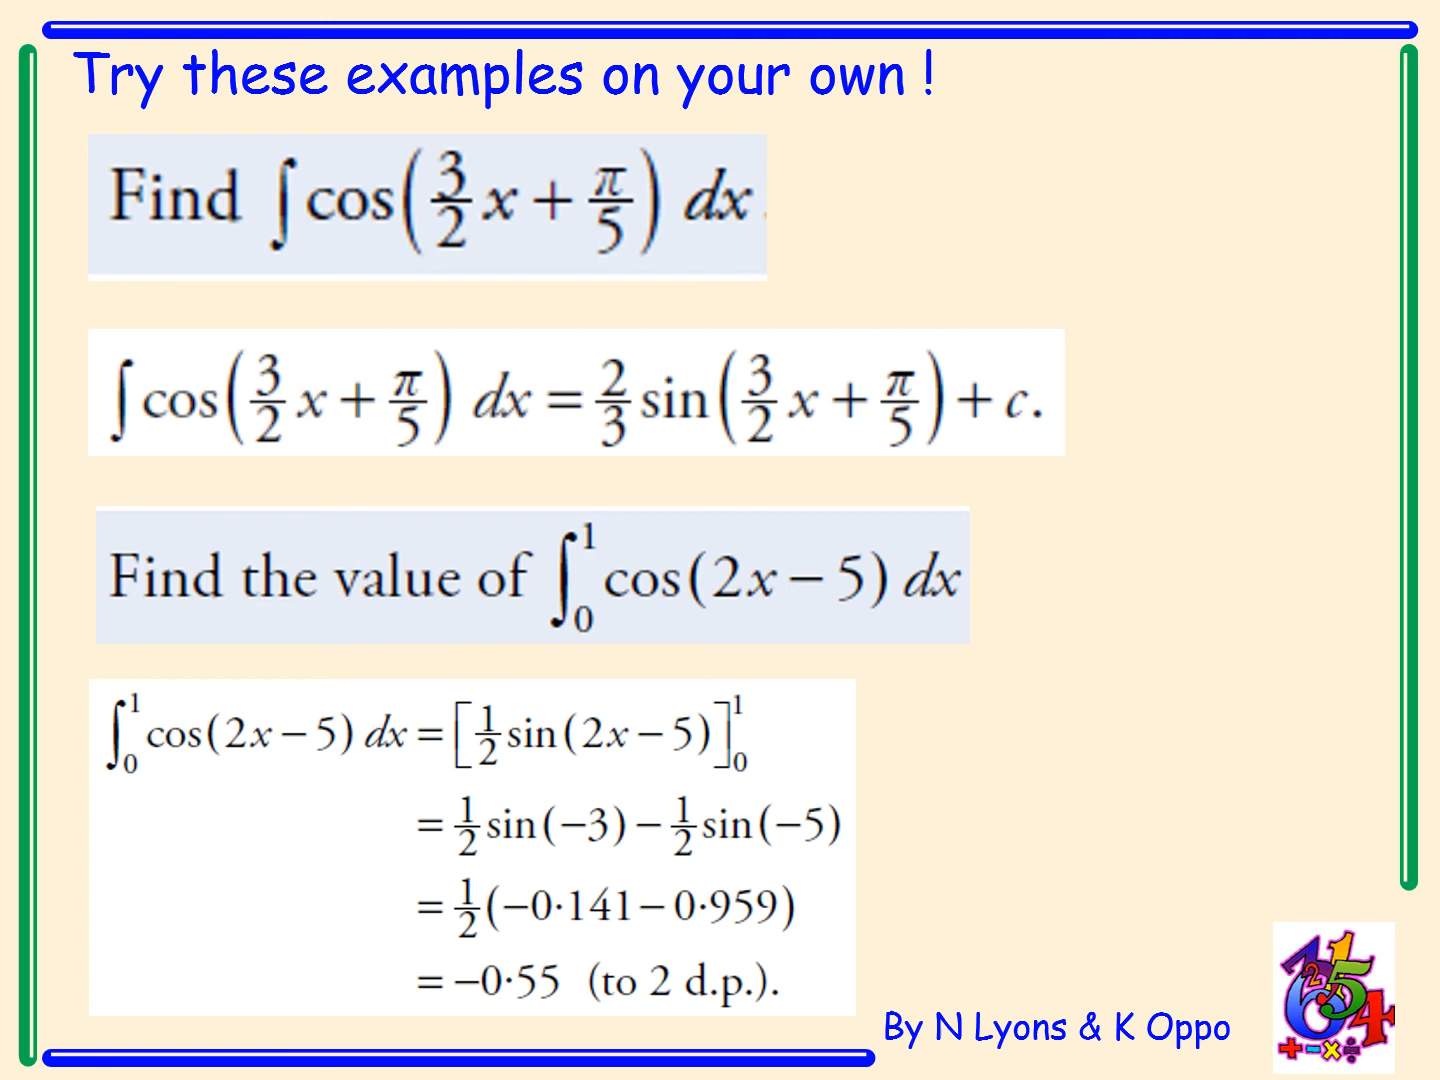 Try these examples on your own !
Find ∫cos(3/2 x + π/5) dx
∫cos(3/2 x + π/5) dx = 2/3 sin(3/2 x + π/5) + c.
Find the value of ∫₀¹ cos(2x − 5) dx
∫₀¹ cos(2x − 5) dx = [1/2 sin(2x − 5)]₀¹
= 1/2 sin(−3) − 1/2 sin(−5)
= 1/2 (−0·141 − 0·959)
= −0·55 (to 2 d.p.).
By N Lyons & K Oppo